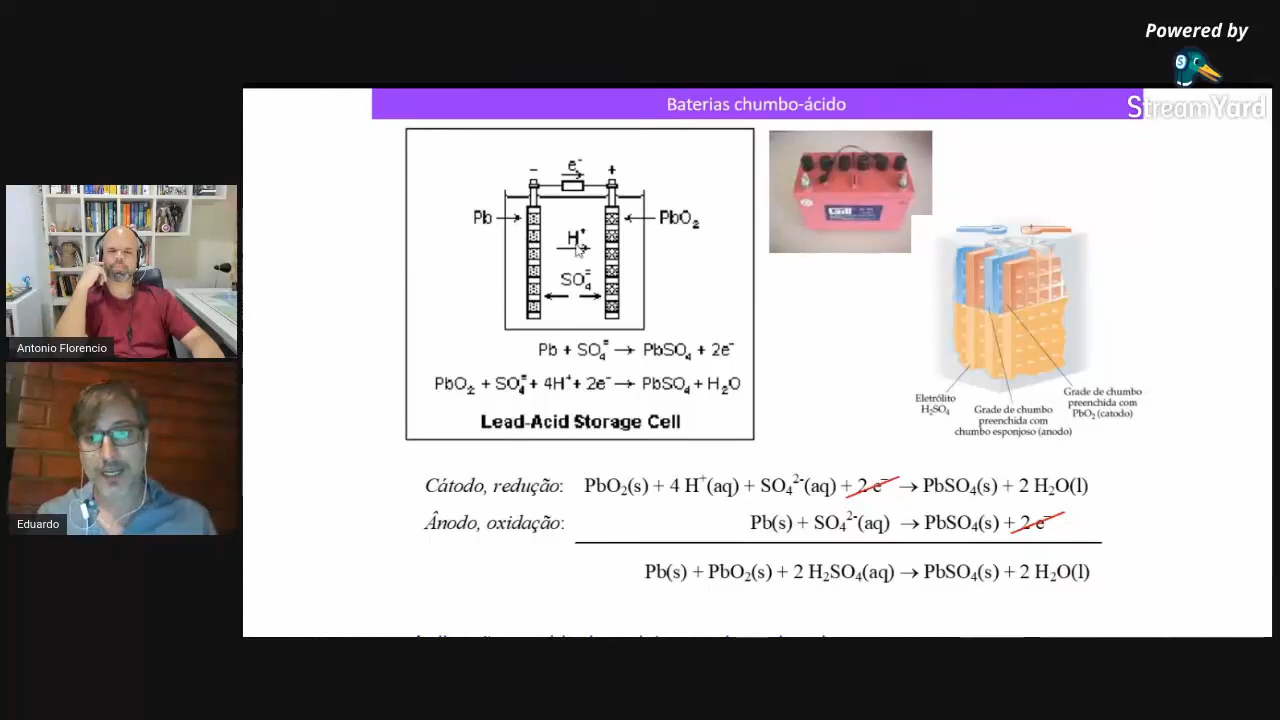 Powered by
StreamYard
Baterias chumbo-ácido
- e⁻ +
Pb PbO₂
H⁺
SO₄⁼
Pb + SO₄⁼ → PbSO₄ + 2e⁻
PbO₂ + SO₄⁼ + 4H⁺ + 2e⁻ → PbSO₄ + H₂O
Lead-Acid Storage Cell
Eletrólito
H₂SO₄
Grade de chumbo
preenchida com
chumbo esponjoso (anodo)
Grade de chumbo
preenchida com
PbO₂ (catodo)
Cátodo, redução: PbO₂(s) + 4 H⁺(aq) + SO₄²⁻(aq) + 2 e⁻ → PbSO₄(s) + 2 H₂O(l)
Ânodo, oxidação: Pb(s) + SO₄²⁻(aq) → PbSO₄(s) + 2 e⁻
Pb(s) + PbO₂(s) + 2 H₂SO₄(aq) → PbSO₄(s) + 2 H₂O(l)
Antonio Florencio
Eduardo